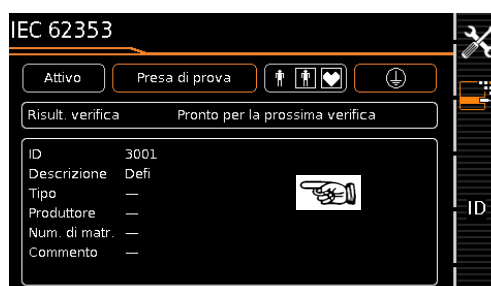 IEC 62353
Attivo
Presa di prova
Risult. verifica Pronto per la prossima verifica
ID 3001
Descrizione Defi
Tipo —
Produttore —
Num. di matr. —
Commento —
ID